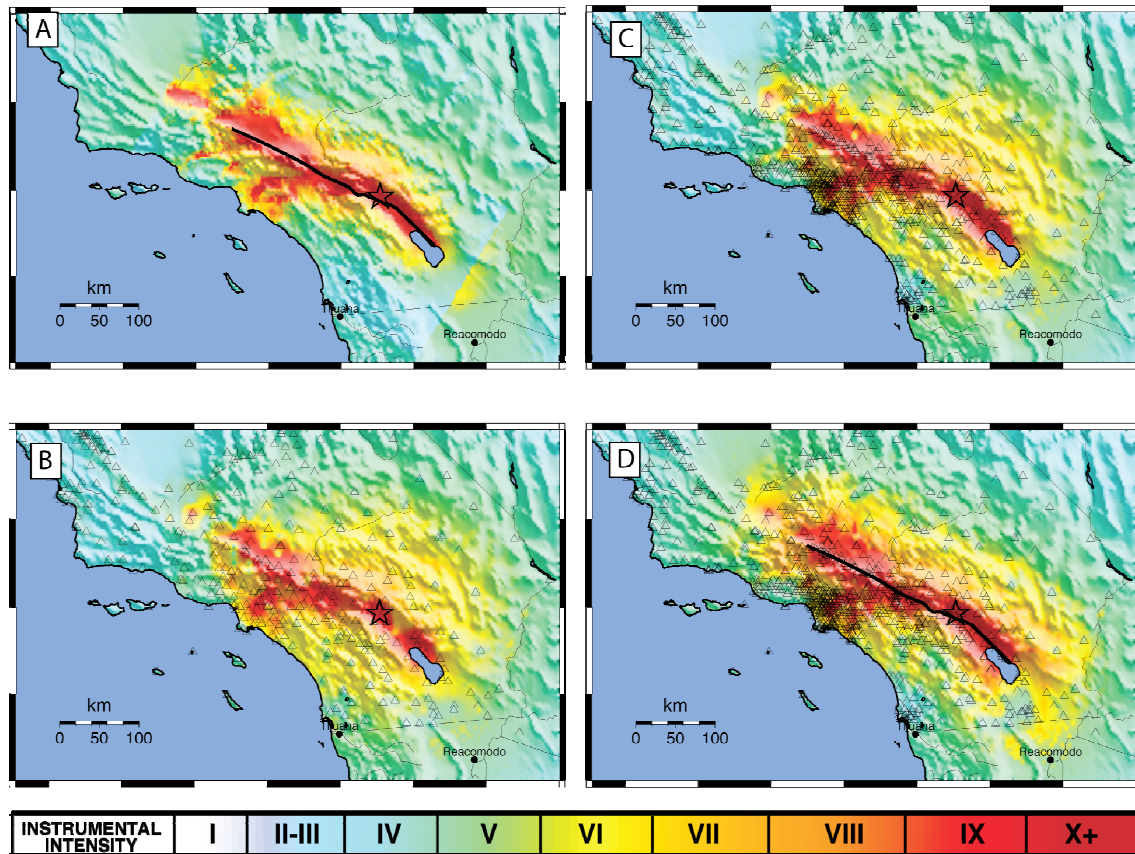 A
km
0 50 100
Tijuana
Reacomodo
C
km
0 50 100
Tijuana
Reacomodo
B
km
0 50 100
Tijuana
Reacomodo
D
km
0 50 100
Tijuana
Reacomodo
INSTRUMENTAL INTENSITY I II-III IV V VI VII VIII IX X+